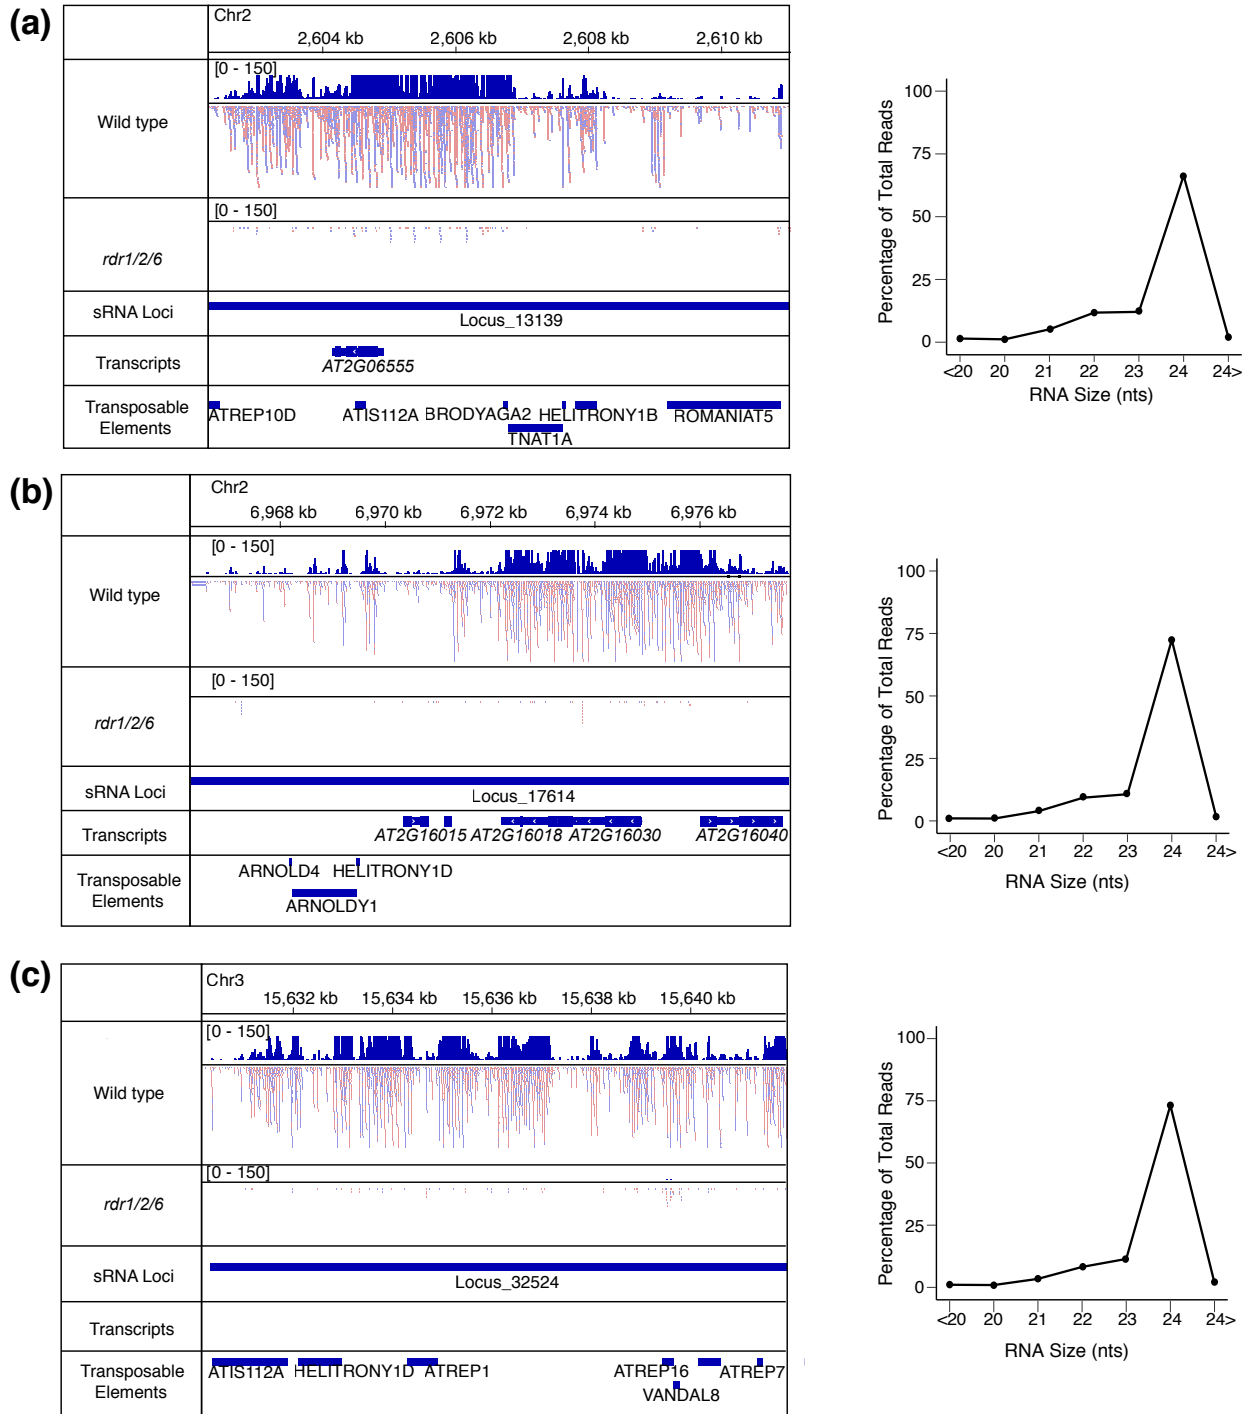 (a)
Chr2
2,604 kb 2,606 kb 2,608 kb 2,610 kb
[0 - 150]
Wild type
[0 - 150]
rdr1/2/6
sRNA Loci
Locus_13139
Transcripts
AT2G06555
Transposable Elements
ATREP10D ATIS112A BRODYAGA2 HELITRONY1B ROMANIAT5
TNAT1A
Percentage of Total Reads
100
75
50
25
0
<20 20 21 22 23 24 24>
RNA Size (nts)
(b)
Chr2
6,968 kb 6,970 kb 6,972 kb 6,974 kb 6,976 kb
[0 - 150]
Wild type
[0 - 150]
rdr1/2/6
sRNA Loci
Locus_17614
Transcripts
AT2G16015 AT2G16018 AT2G16030 AT2G16040
Transposable Elements
ARNOLD4 HELITRONY1D
ARNOLDY1
Percentage of Total Reads
100
75
50
25
0
<20 20 21 22 23 24 24>
RNA Size (nts)
(c)
Chr3
15,632 kb 15,634 kb 15,636 kb 15,638 kb 15,640 kb
[0 - 150]
Wild type
[0 - 150]
rdr1/2/6
sRNA Loci
Locus_32524
Transcripts
Transposable Elements
ATIS112A HELITRONY1D ATREP1 ATREP16 ATREP7
VANDAL8
Percentage of Total Reads
100
75
50
25
0
<20 20 21 22 23 24 24>
RNA Size (nts)